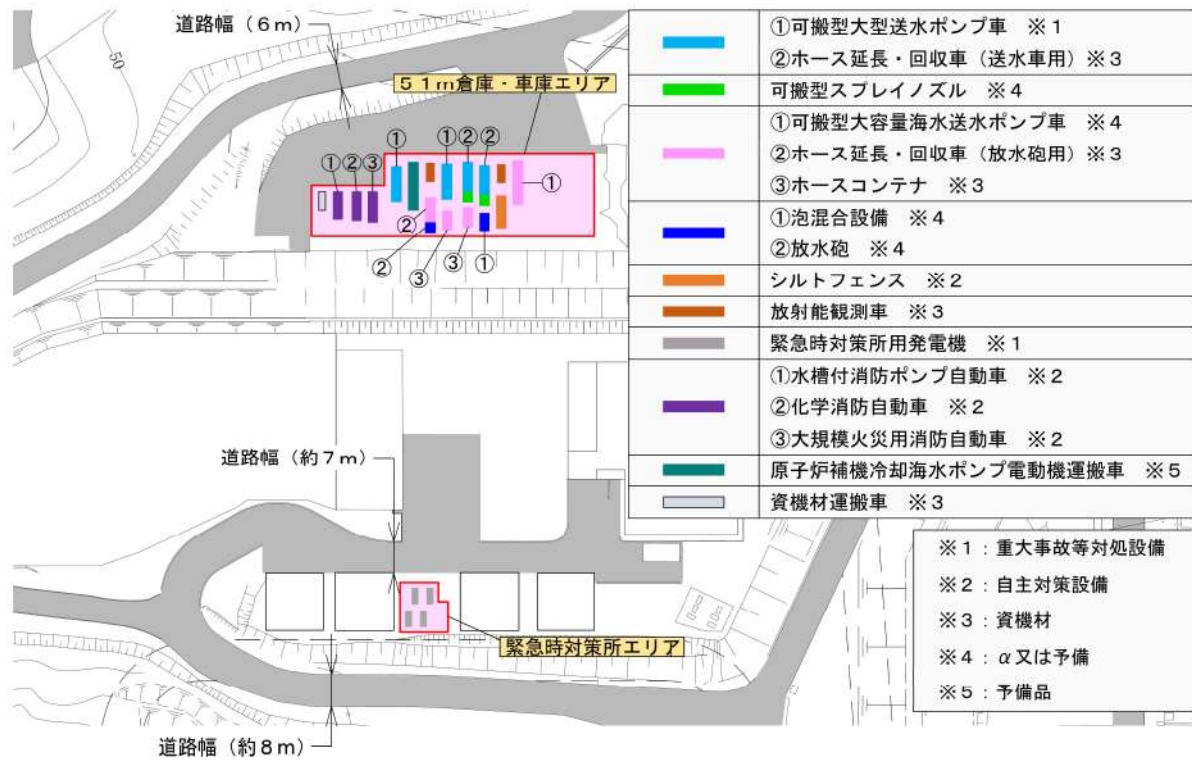 道路幅（６ｍ）
50
５１ｍ倉庫・車庫エリア
① ② ③ ① ① ② ②
①
②
② ③ ③ ①
道路幅（約７ｍ）
緊急時対策所エリア
道路幅（約８ｍ）
①可搬型大型送水ポンプ車　※１
②ホース延長・回収車（送水車用）※３
可搬型スプレイノズル　※４
①可搬型大容量海水送水ポンプ車　※４
②ホース延長・回収車（放水砲用）※３
③ホースコンテナ　※３
①泡混合設備　※４
②放水砲　※４
シルトフェンス　※２
放射能観測車　※３
緊急時対策所用発電機　※１
①水槽付消防ポンプ自動車　※２
②化学消防自動車　※２
③大規模火災用消防自動車　※２
原子炉補機冷却海水ポンプ電動機運搬車　※５
資機材運搬車　※３
※１：重大事故等対処設備
※２：自主対策設備
※３：資機材
※４：α又は予備
※５：予備品